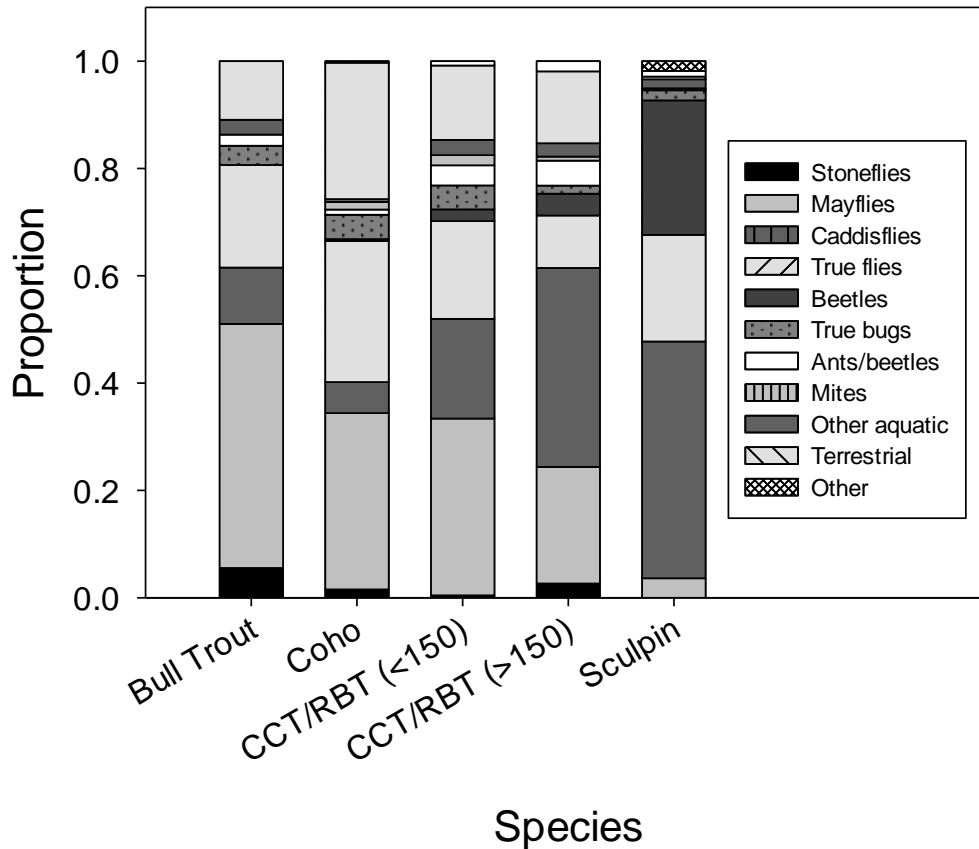 Proportion
1.0
0.8
0.6
0.4
0.2
0.0
Stoneflies
Mayflies
Caddisflies
True flies
Beetles
True bugs
Ants/beetles
Mites
Other aquatic
Terrestrial
Other
Bull Trout
Coho
CCT/RBT (<150)
CCT/RBT (>150)
Sculpin
Species